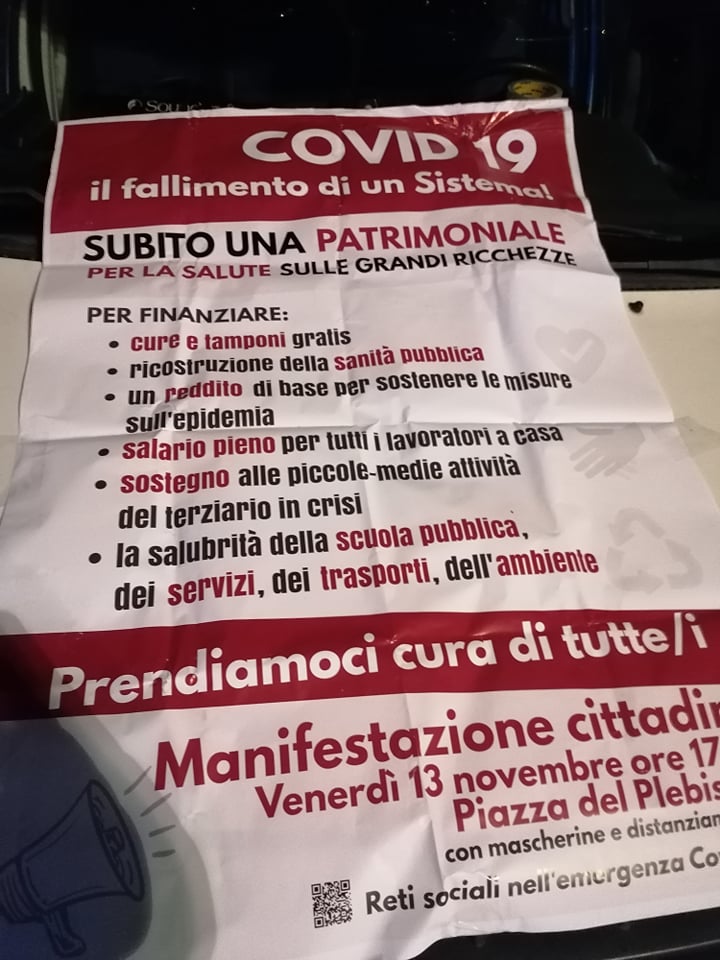 COVID 19
il fallimento di un Sistema!
SUBITO UNA PATRIMONIALE
PER LA SALUTE SULLE GRANDI RICCHEZZE
PER FINANZIARE:
• cure e tamponi gratis
• ricostruzione della sanità pubblica
• un reddito di base per sostenere le misure
sull'epidemia
• salario pieno per tutti i lavoratori a casa
• sostegno alle piccole-medie attività
del terziario in crisi
• la salubrità della scuola pubblica,
dei servizi, dei trasporti, dell'ambiente
Prendiamoci cura di tutte/i
Manifestazione cittadin
Venerdì 13 novembre ore 17
Piazza del Plebis
con mascherine e distanziam
Reti sociali nell'emergenza Co